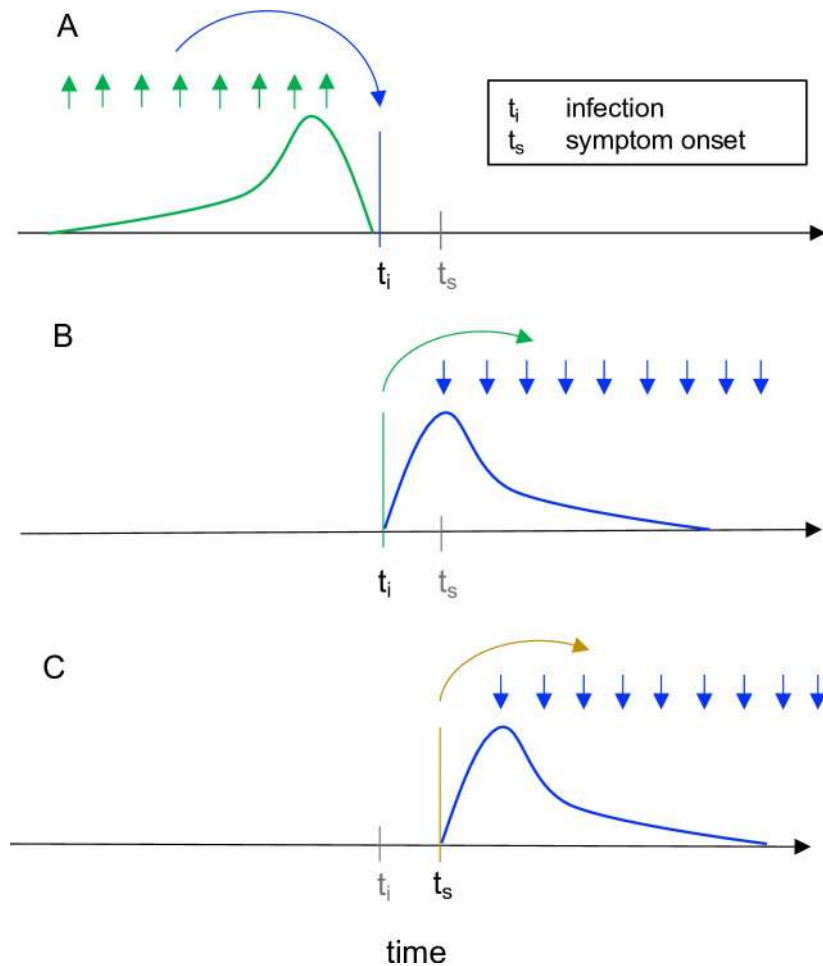 A
t_i infection
t_s symptom onset
t_i t_s
B
t_i t_s
C
t_i t_s
time